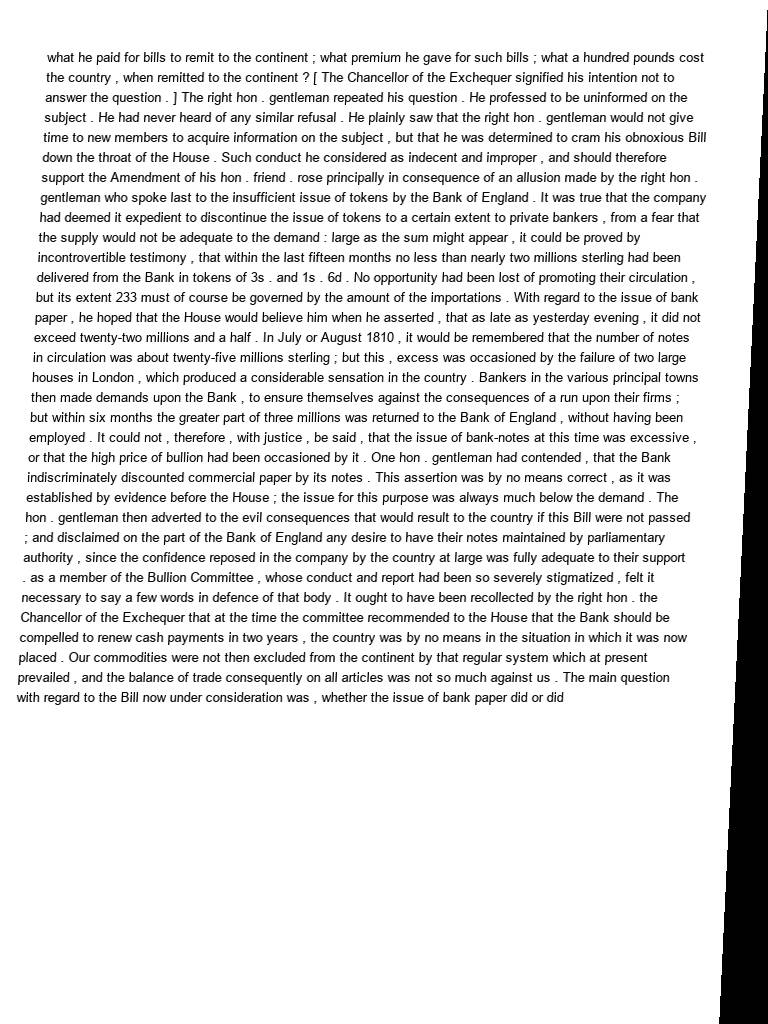 what he paid for bills to remit to the continent ; what premium he gave for such bills ; what a hundred pounds cost
the country , when remitted to the continent ? [ The Chancellor of the Exchequer signified his intention not to
answer the question . ] The right hon . gentleman repeated his question . He professed to be uninformed on the
subject . He had never heard of any similar refusal . He plainly saw that the right hon . gentleman would not give
time to new members to acquire information on the subject , but that he was determined to cram his obnoxious Bill
down the throat of the House . Such conduct he considered as indecent and improper , and should therefore
support the Amendment of his hon . friend . rose principally in consequence of an allusion made by the right hon .
gentleman who spoke last to the insufficient issue of tokens by the Bank of England . It was true that the company
had deemed it expedient to discontinue the issue of tokens to a certain extent to private bankers , from a fear that
the supply would not be adequate to the demand : large as the sum might appear , it could be proved by
incontrovertible testimony , that within the last fifteen months no less than nearly two millions sterling had been
delivered from the Bank in tokens of 3s . and 1s . 6d . No opportunity had been lost of promoting their circulation ,
but its extent 233 must of course be governed by the amount of the importations . With regard to the issue of bank
paper , he hoped that the House would believe him when he asserted , that as late as yesterday evening , it did not
exceed twenty-two millions and a half . In July or August 1810 , it would be remembered that the number of notes
in circulation was about twenty-five millions sterling ; but this , excess was occasioned by the failure of two large
houses in London , which produced a considerable sensation in the country . Bankers in the various principal towns
then made demands upon the Bank , to ensure themselves against the consequences of a run upon their firms ;
but within six months the greater part of three millions was returned to the Bank of England , without having been
employed . It could not , therefore , with justice , be said , that the issue of bank-notes at this time was excessive ,
or that the high price of bullion had been occasioned by it . One hon . gentleman had contended , that the Bank
indiscriminately discounted commercial paper by its notes . This assertion was by no means correct , as it was
established by evidence before the House ; the issue for this purpose was always much below the demand . The
hon . gentleman then adverted to the evil consequences that would result to the country if this Bill were not passed
; and disclaimed on the part of the Bank of England any desire to have their notes maintained by parliamentary
authority , since the confidence reposed in the company by the country at large was fully adequate to their support
. as a member of the Bullion Committee , whose conduct and report had been so severely stigmatized , felt it
necessary to say a few words in defence of that body . It ought to have been recollected by the right hon . the
Chancellor of the Exchequer that at the time the committee recommended to the House that the Bank should be
compelled to renew cash payments in two years , the country was by no means in the situation in which it was now
placed . Our commodities were not then excluded from the continent by that regular system which at present
prevailed , and the balance of trade consequently on all articles was not so much against us . The main question
with regard to the Bill now under consideration was , whether the issue of bank paper did or did